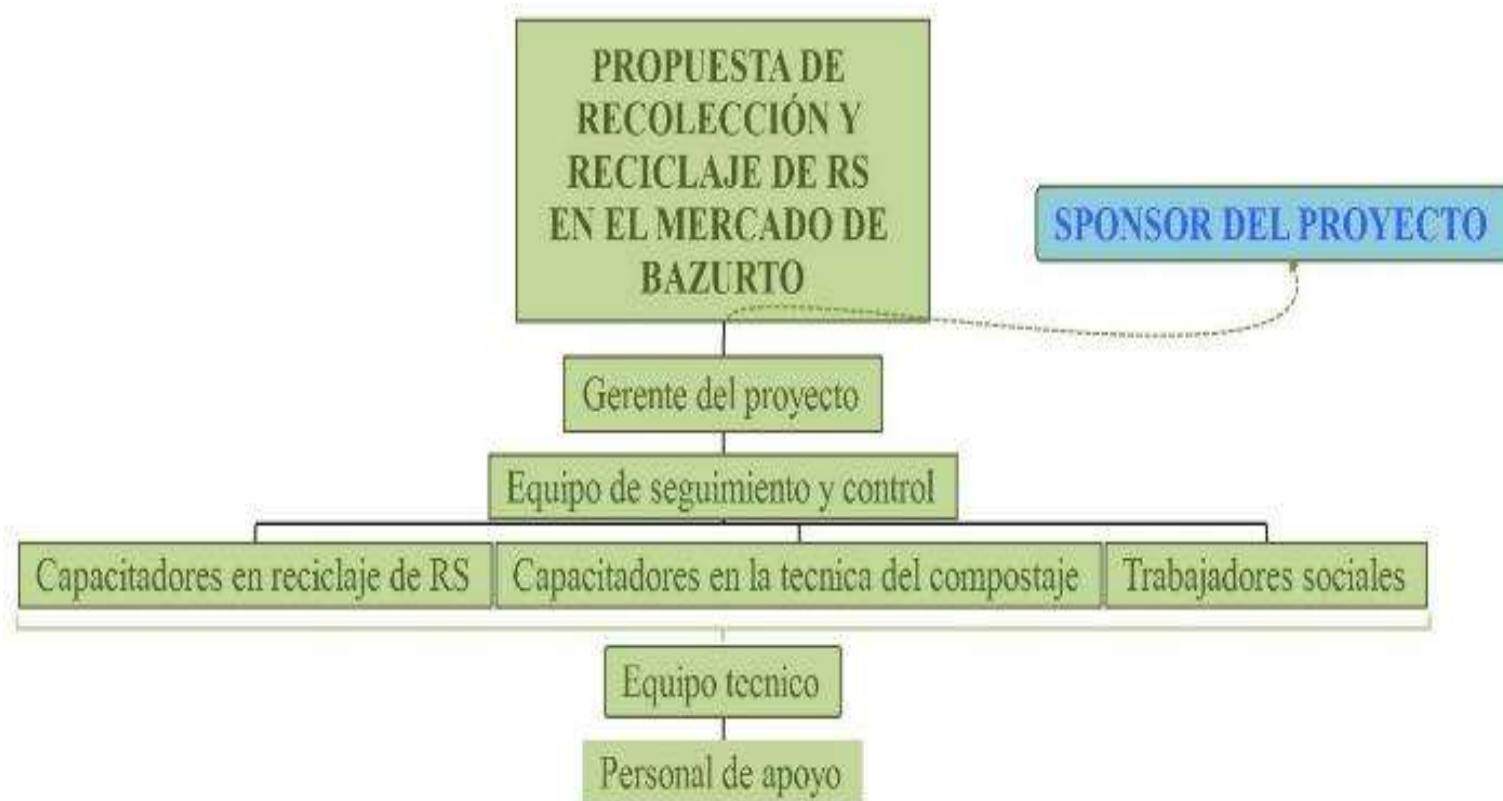 PROPUESTA DE
RECOLECCIÓN Y
RECICLAJE DE RS
EN EL MERCADO DE
BAZURTO
SPONSOR DEL PROYECTO
Gerente del proyecto
Equipo de seguimiento y control
Capacitadores en reciclaje de RS
Capacitadores en la tecnica del compostaje
Trabajadores sociales
Equipo tecnico
Personal de apoyo